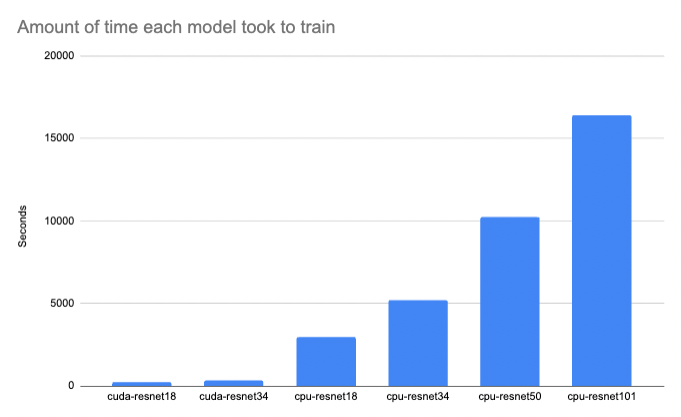 Amount of time each model took to train
20000
15000
10000
5000
0
Seconds
cuda-resnet18 cuda-resnet34 cpu-resnet18 cpu-resnet34 cpu-resnet50 cpu-resnet101